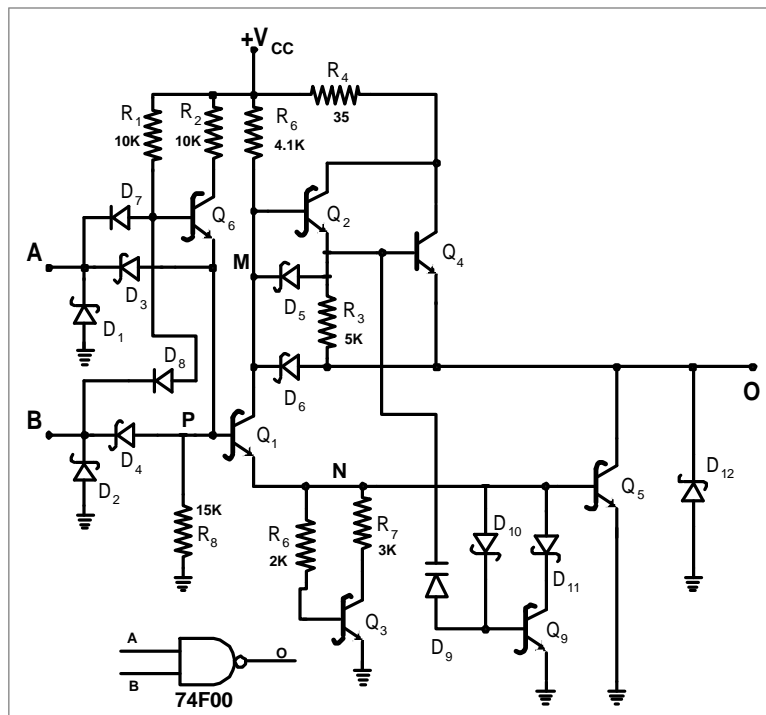 +VCC
R4
35
R1
10K
R2
10K
R6
4.1K
D7
Q6
Q2
A
D3
M
Q4
D1
D5
R3
5K
D8
D6
O
B
P
D4
Q1
D2
N
Q5
D12
15K
R8
R6
2K
R7
3K
D10
D11
Q3
D9
Q9
A
O
B
74F00